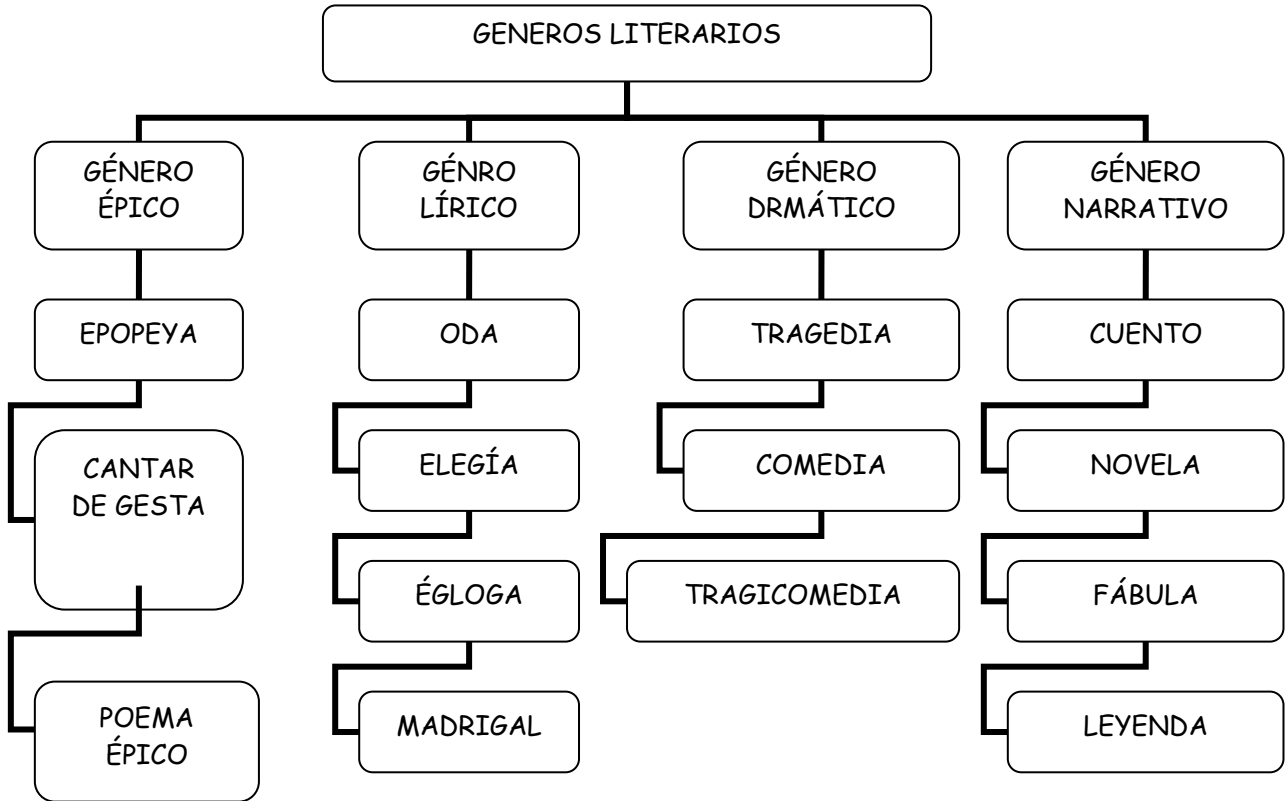 GENEROS LITERARIOS
GÉNERO
ÉPICO
GÉNRO
LÍRICO
GÉNERO
DRMÁTICO
GÉNERO
NARRATIVO
EPOPEYA
ODA
TRAGEDIA
CUENTO
CANTAR
DE GESTA
ELEGÍA
COMEDIA
NOVELA
ÉGLOGA
TRAGICOMEDIA
FÁBULA
POEMA
ÉPICO
MADRIGAL
LEYENDA